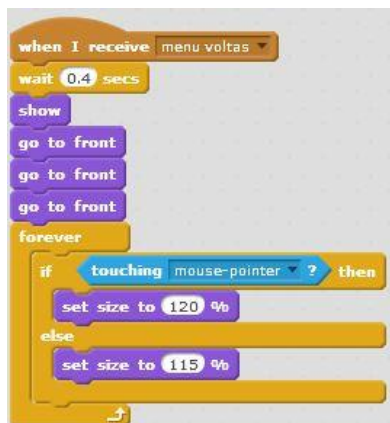 when I receive menu voltas
wait 0.4 secs
show
go to front
go to front
go to front
forever
if touching mouse-pointer ? then
set size to 120 %
else
set size to 115 %